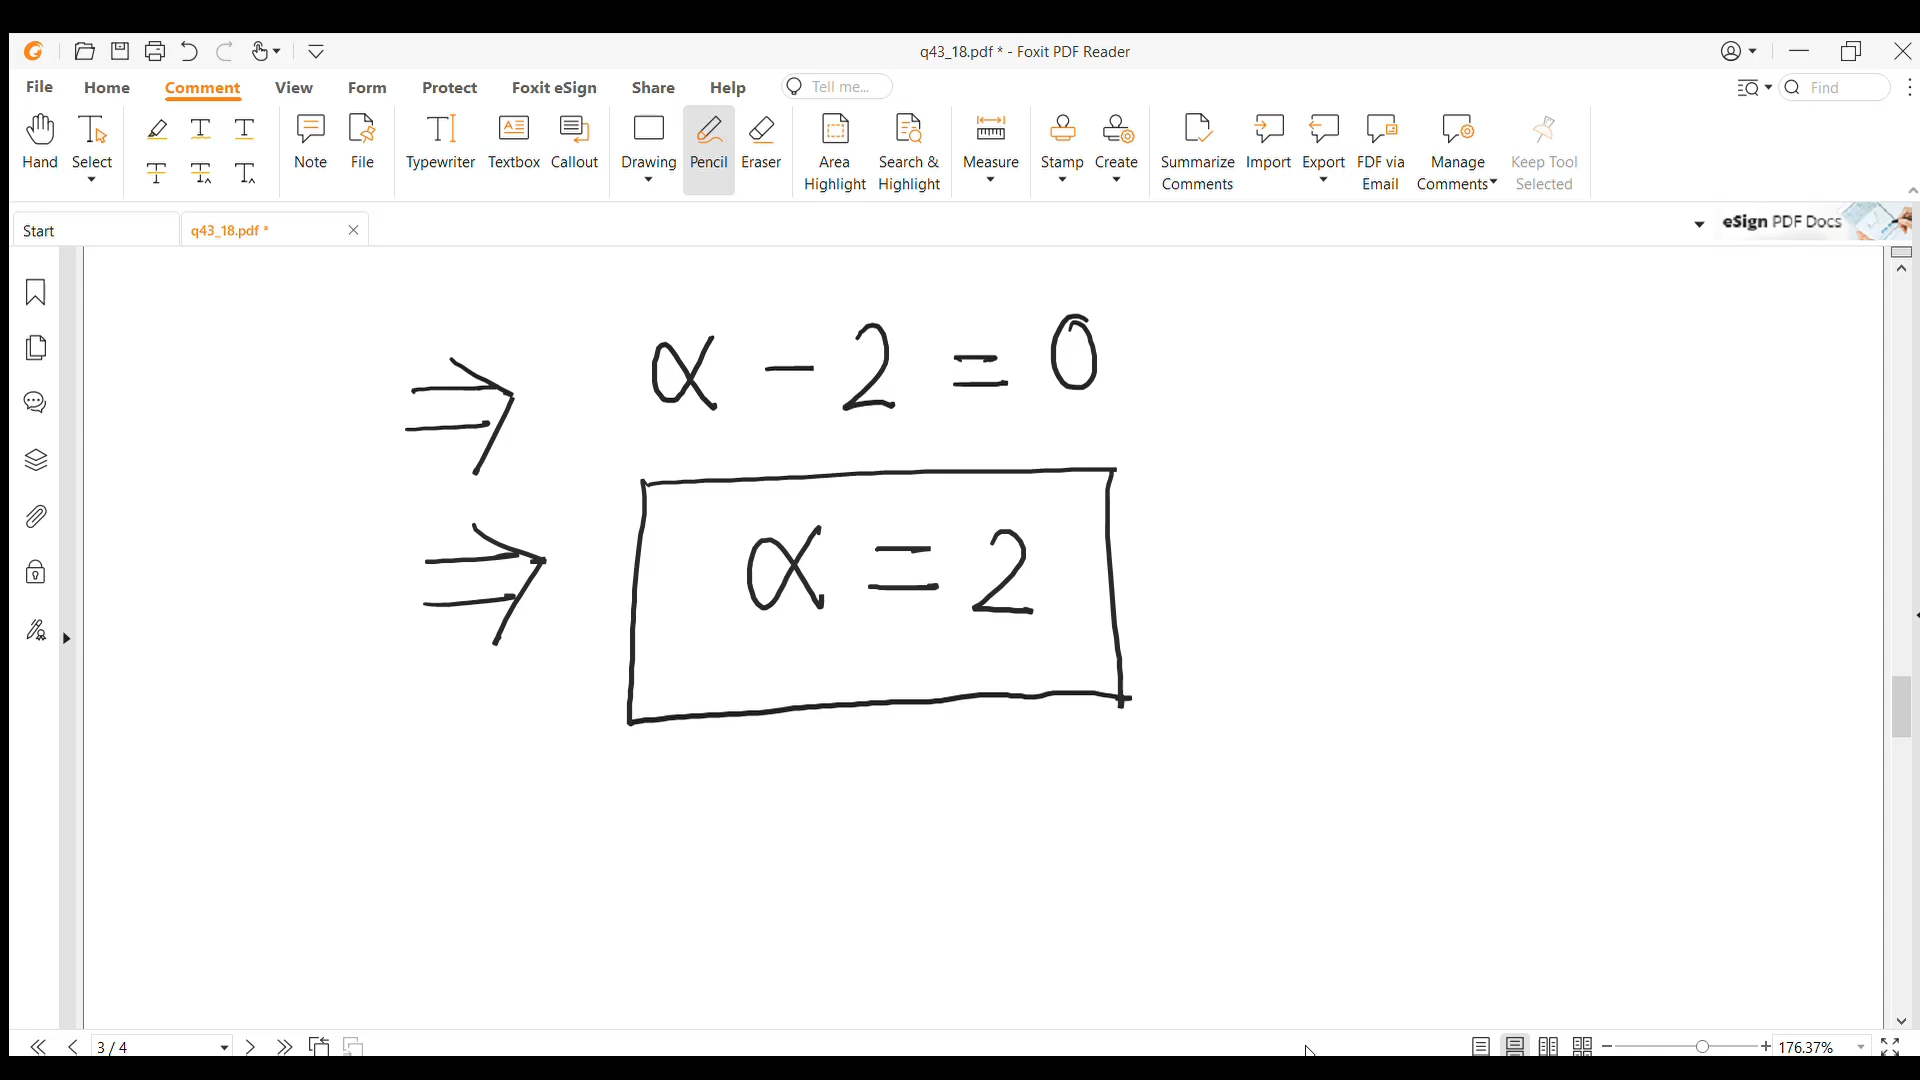 q43_18.pdf * - Foxit PDF Reader
File Home Comment View Form Protect Foxit eSign Share Help Tell me... Find
Hand Select Note File Typewriter Textbox Callout Drawing Pencil Eraser Area Highlight Search & Highlight Measure Stamp Create Summarize Comments Import Export FDF via Email Manage Comments Keep Tool Selected
Start q43_18.pdf * eSign PDF Docs
⇒ α - 2 = 0
⇒ α = 2
3 / 4 176.37%